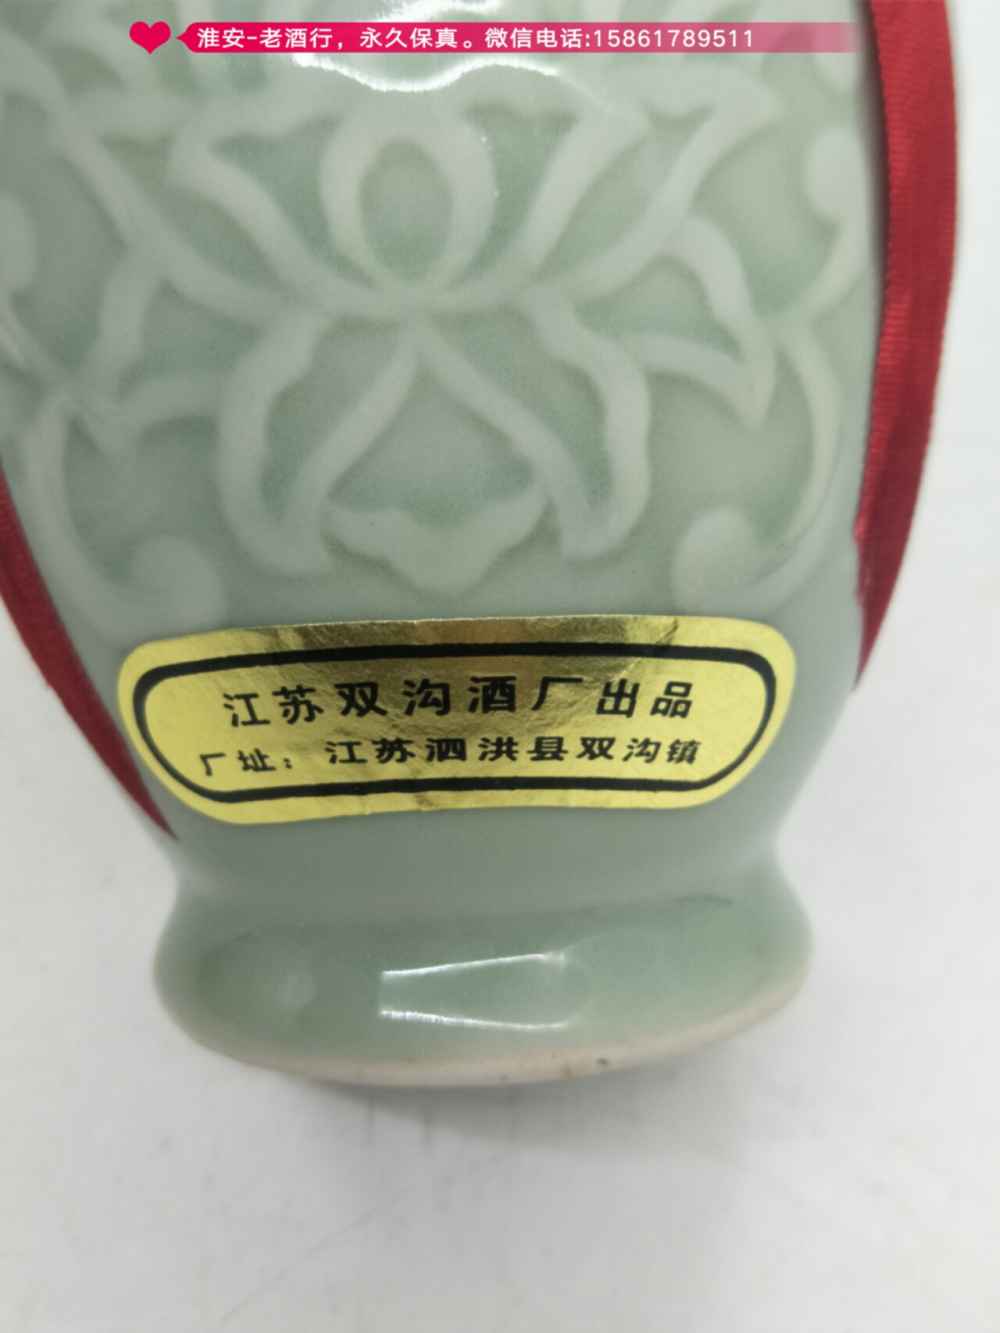 淮安-老酒行，永久保真。微信电话:15861789511
江苏双沟酒厂出品
厂址：江苏泗洪县双沟镇